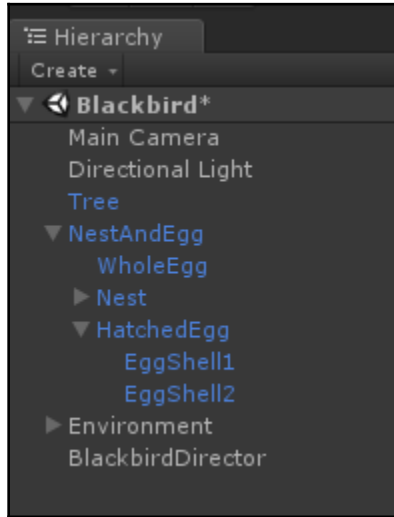 Hierarchy
Create
Blackbird*
Main Camera
Directional Light
Tree
NestAndEgg
WholeEgg
Nest
HatchedEgg
EggShell1
EggShell2
Environment
BlackbirdDirector